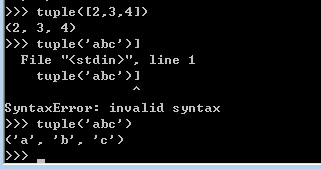 >>> tuple([2,3,4])
(2, 3, 4)
>>> tuple('abc')]
  File "<stdin>", line 1
    tuple('abc')]
                ^
SyntaxError: invalid syntax
>>> tuple('abc')
('a', 'b', 'c')
>>> _